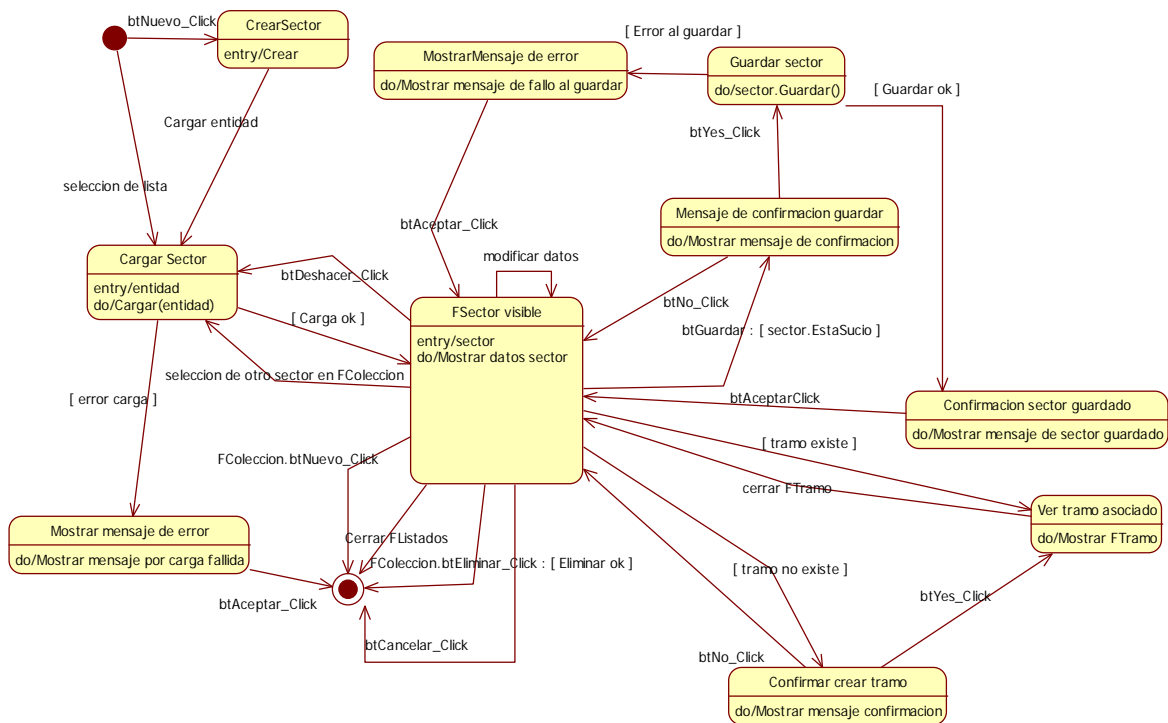 btNuevo_Click
CrearSector
entry/Crear
[ Error al guardar ]
MostrarMensaje de error
do/Mostrar mensaje de fallo al guardar
Guardar sector
do/sector.Guardar()
[ Guardar ok ]
Cargar entidad
btYes_Click
seleccion de lista
Mensaje de confirmacion guardar
do/Mostrar mensaje de confirmacion
btAceptar_Click
Cargar Sector
entry/entidad
do/Cargar(entidad)
btDeshacer_Click
modificar datos
btNo_Click
[ Carga ok ]
FSector visible
entry/sector
do/Mostrar datos sector
btGuardar : [ sector.EstaSucio ]
seleccion de otro sector en FColeccion
[ error carga ]
btAceptarClick
Confirmacion sector guardado
do/Mostrar mensaje de sector guardado
[ tramo existe ]
FColeccion.btNuevo_Click
cerrar FTramo
Ver tramo asociado
do/Mostrar FTramo
Mostrar mensaje de error
do/Mostrar mensaje por carga fallida
Cerrar FListados
FColeccion.btEliminar_Click : [ Eliminar ok ]
[ tramo no existe ]
btAceptar_Click
btYes_Click
btCancelar_Click
btNo_Click
Confirmar crear tramo
do/Mostrar mensaje confirmacion